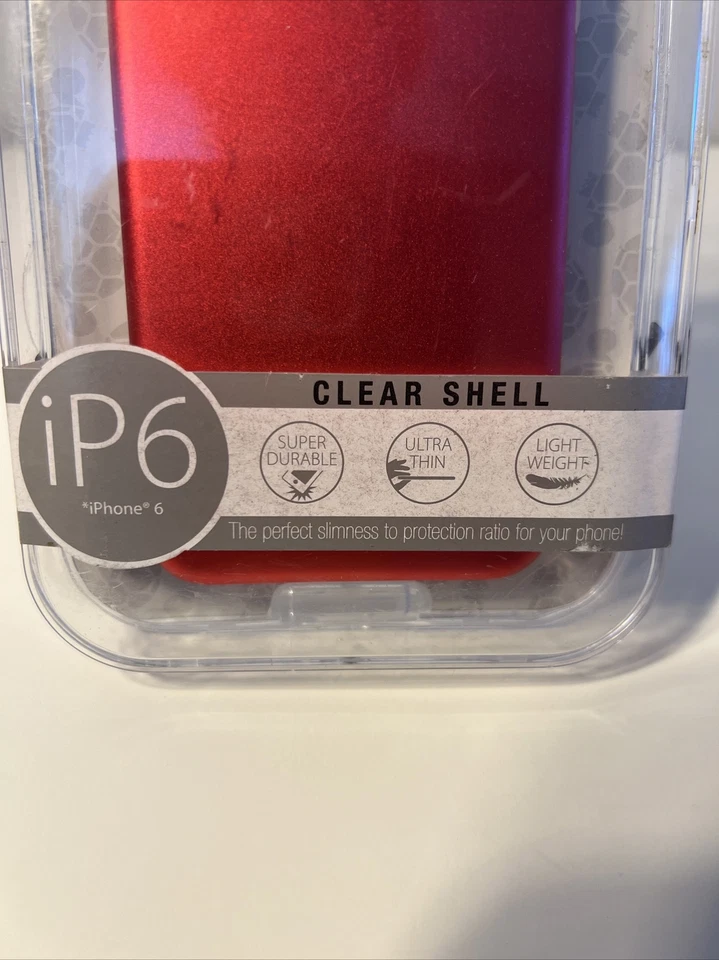 CLEAR SHELL
iP6
*iPhone® 6
SUPER
DURABLE
ULTRA
THIN
LIGHT
WEIGHT
The perfect slimness to protection ratio for your phone!